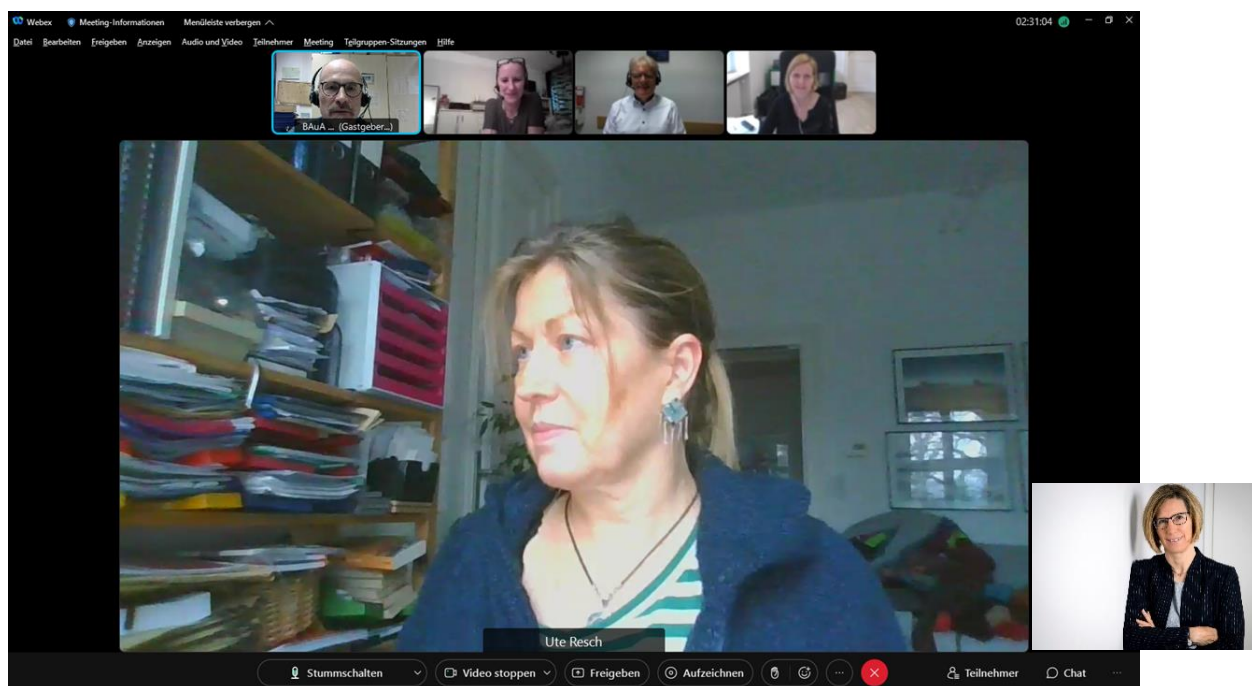 Webex Meeting-Informationen Menüleiste verbergen 02:31:04
Datei Bearbeiten Freigeben Anzeigen Audio und Video Teilnehmer Meeting Teilgruppen-Sitzungen Hilfe
BAuA ... (Gastgeber...)
Ute Resch
Stummschalten Video stoppen Freigeben Aufzeichnen Teilnehmer Chat